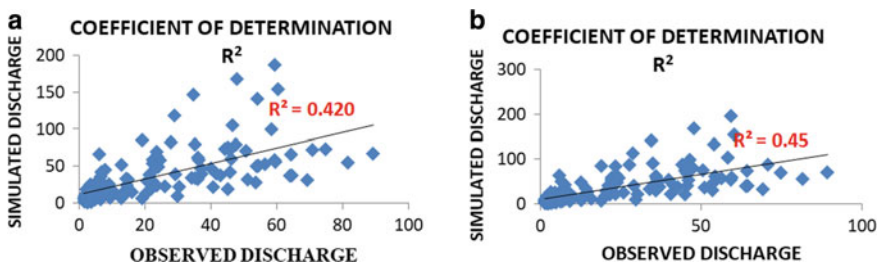 a
COEFFICIENT OF DETERMINATION
R²
SIMULATED DISCHARGE
200
150
100
50
0
R² = 0.420
0 20 40 60 80 100
OBSERVED DISCHARGE
b
COEFFICIENT OF DETERMINATION
R²
SIMULATED DISCHARGE
300
200
100
0
R² = 0.45
0 50 100
OBSERVED DISCHARGE